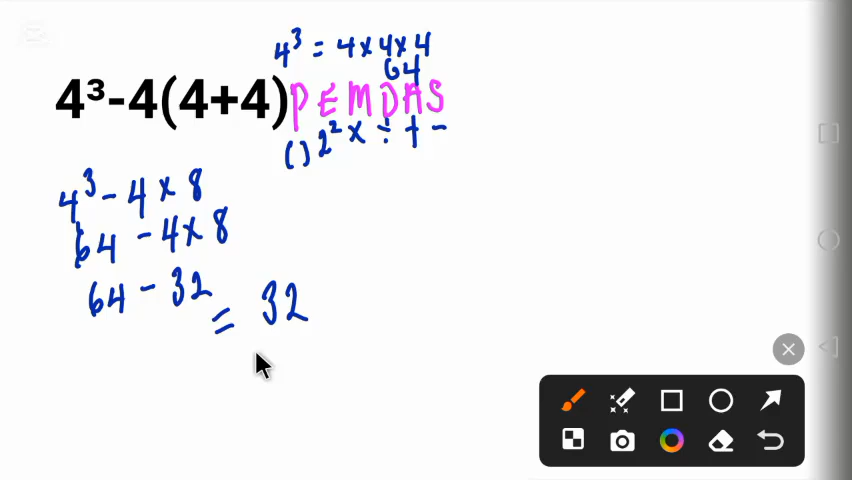 4³ = 4 × 4 × 4
64
4³-4(4+4) PEMDAS
( ) 2² × ÷ + −
4³ − 4 × 8
64 − 4 × 8
64 − 32
= 32